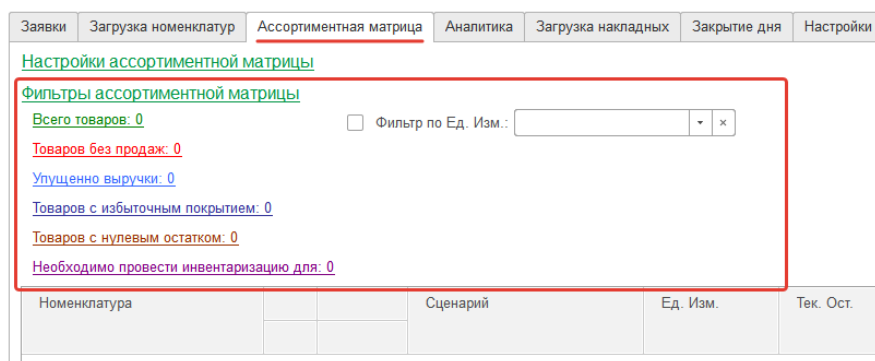 Заявки Загрузка номенклатур Ассортиментная матрица Аналитика Загрузка накладных Закрытие дня Настройки
Настройки ассортиментной матрицы
Фильтры ассортиментной матрицы
Всего товаров: 0 Фильтр по Ед. Изм.:
Товаров без продаж: 0
Упущенно выручки: 0
Товаров с избыточным покрытием: 0
Товаров с нулевым остатком: 0
Необходимо провести инвентаризацию для: 0
Номенклатура Сценарий Ед. Изм. Тек. Ост.